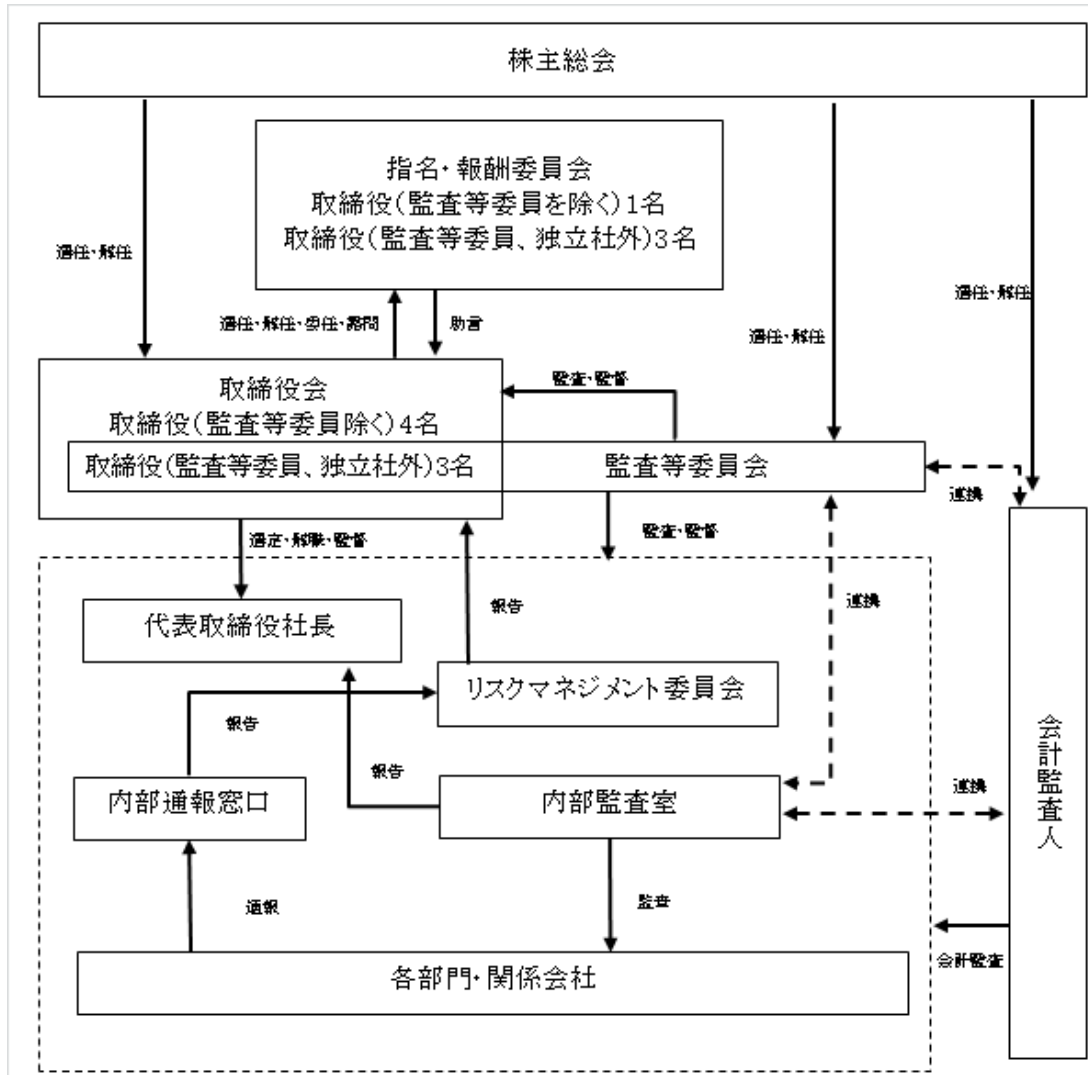 株主総会
指名・報酬委員会
取締役(監査等委員を除く)1名
取締役(監査等委員、独立社外)3名
選任・解任
選任・解任・委任・諮問
助言
選任・解任
選任・解任
取締役会
取締役(監査等委員除く)4名
取締役(監査等委員、独立社外)3名
監査・監督
監査等委員会
連携
選定・解職・監督
監査・監督
代表取締役社長
報告
連携
リスクマネジメント委員会
報告
報告
内部通報窓口
内部監査室
連携
会計監査人
通報
監査
会計監査
各部門・関係会社